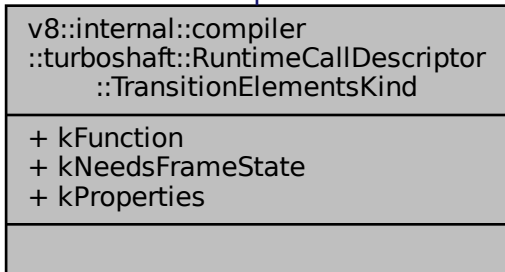 v8::internal::compiler
::turboshaft::RuntimeCallDescriptor
::TransitionElementsKind
+ kFunction
+ kNeedsFrameState
+ kProperties